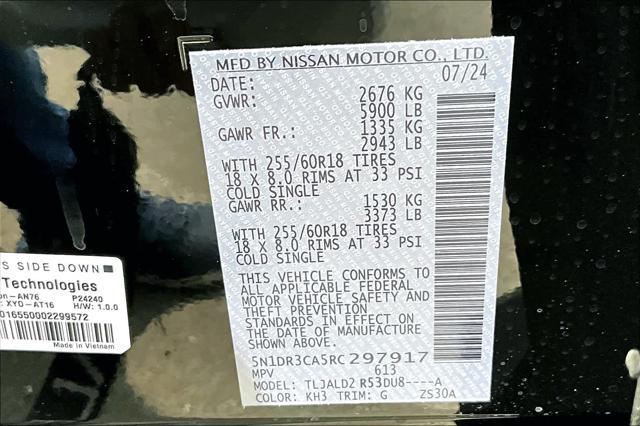 MFD BY NISSAN MOTOR CO., LTD.
DATE: 07/24
GVWR: 2676 KG
5900 LB
GAWR FR.: 1335 KG
2943 LB
WITH 255/60R18 TIRES
18 X 8.0 RIMS AT 33 PSI
COLD SINGLE
GAWR RR.: 1530 KG
3373 LB
WITH 255/60R18 TIRES
18 X 8.0 RIMS AT 33 PSI
COLD SINGLE
THIS VEHICLE CONFORMS TO
ALL APPLICABLE FEDERAL
MOTOR VEHICLE SAFETY AND
THEFT PREVENTION
STANDARDS IN EFFECT ON
THE DATE OF MANUFACTURE
SHOWN ABOVE.
5N1DR3CA5RC297917
MPV 613
MODEL: TLJALD2 R53DU8----A
COLOR: KH3 TRIM: G ZS30A
S SIDE DOWN
Technologies
on-AN76 P24240
: XYO-AT16 H/W: 1.0.0
016550002299572
Made in Vietnam